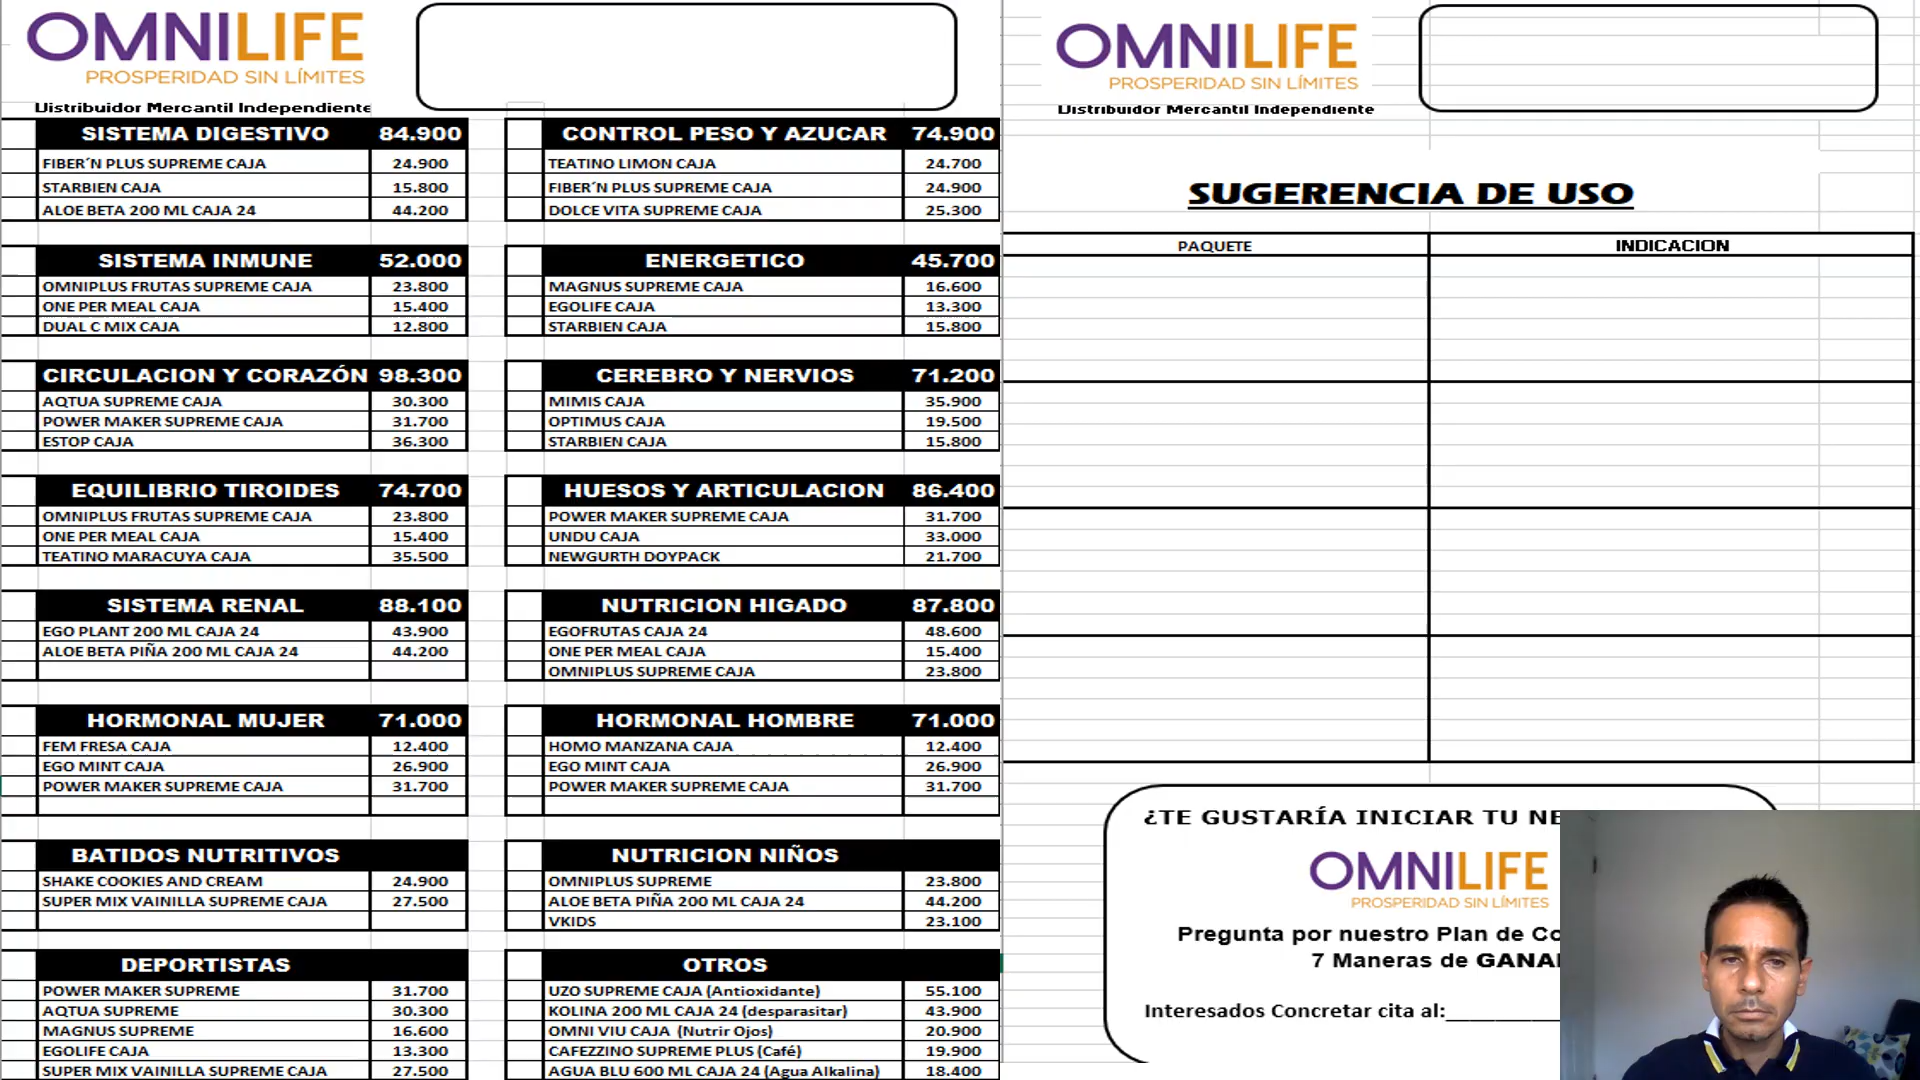 OMNILIFE
PROSPERIDAD SIN LÍMITES
Distribuidor Mercantil Independiente
SISTEMA DIGESTIVO 84.900
FIBER´N PLUS SUPREME CAJA 24.900
STARBIEN CAJA 15.800
ALOE BETA 200 ML CAJA 24 44.200
SISTEMA INMUNE 52.000
OMNIPLUS FRUTAS SUPREME CAJA 23.800
ONE PER MEAL CAJA 15.400
DUAL C MIX CAJA 12.800
CIRCULACION Y CORAZÓN 98.300
AQTUA SUPREME CAJA 30.300
POWER MAKER SUPREME CAJA 31.700
ESTOP CAJA 36.300
EQUILIBRIO TIROIDES 74.700
OMNIPLUS FRUTAS SUPREME CAJA 23.800
ONE PER MEAL CAJA 15.400
TEATINO MARACUYA CAJA 35.500
SISTEMA RENAL 88.100
EGO PLANT 200 ML CAJA 24 43.900
ALOE BETA PIÑA 200 ML CAJA 24 44.200
HORMONAL MUJER 71.000
FEM FRESA CAJA 12.400
EGO MINT CAJA 26.900
POWER MAKER SUPREME CAJA 31.700
BATIDOS NUTRITIVOS
SHAKE COOKIES AND CREAM 24.900
SUPER MIX VAINILLA SUPREME CAJA 27.500
DEPORTISTAS
POWER MAKER SUPREME 31.700
AQTUA SUPREME 30.300
MAGNUS SUPREME 16.600
EGOLIFE CAJA 13.300
SUPER MIX VAINILLA SUPREME CAJA 27.500
CONTROL PESO Y AZUCAR 74.900
TEATINO LIMON CAJA 24.700
FIBER´N PLUS SUPREME CAJA 24.900
DOLCE VITA SUPREME CAJA 25.300
ENERGETICO 45.700
MAGNUS SUPREME CAJA 16.600
EGOLIFE CAJA 13.300
STARBIEN CAJA 15.800
CEREBRO Y NERVIOS 71.200
MIMIS CAJA 35.900
OPTIMUS CAJA 19.500
STARBIEN CAJA 15.800
HUESOS Y ARTICULACION 86.400
POWER MAKER SUPREME CAJA 31.700
UNDU CAJA 33.000
NEWGURTH DOYPACK 21.700
NUTRICION HIGADO 87.800
EGOFRUTAS CAJA 24 48.600
ONE PER MEAL CAJA 15.400
OMNIPLUS SUPREME CAJA 23.800
HORMONAL HOMBRE 71.000
HOMO MANZANA CAJA 12.400
EGO MINT CAJA 26.900
POWER MAKER SUPREME CAJA 31.700
NUTRICION NIÑOS
OMNIPLUS SUPREME 23.800
ALOE BETA PIÑA 200 ML CAJA 24 44.200
VKIDS 23.100
OTROS
UZO SUPREME CAJA (Antioxidante) 55.100
KOLINA 200 ML CAJA 24 (desparasitar) 43.900
OMNI VIU CAJA (Nutrir Ojos) 20.900
CAFEZZINO SUPREME PLUS (Café) 19.900
AGUA BLU 600 ML CAJA 24 (Agua Alkalina) 18.400
OMNILIFE
PROSPERIDAD SIN LÍMITES
Distribuidor Mercantil Independiente
SUGERENCIA DE USO
PAQUETE INDICACION
¿TE GUSTARÍA INICIAR TU NE
OMNILIFE
PROSPERIDAD SIN LÍMITES
Pregunta por nuestro Plan de Co
7 Maneras de GANA
Interesados Concretar cita al: